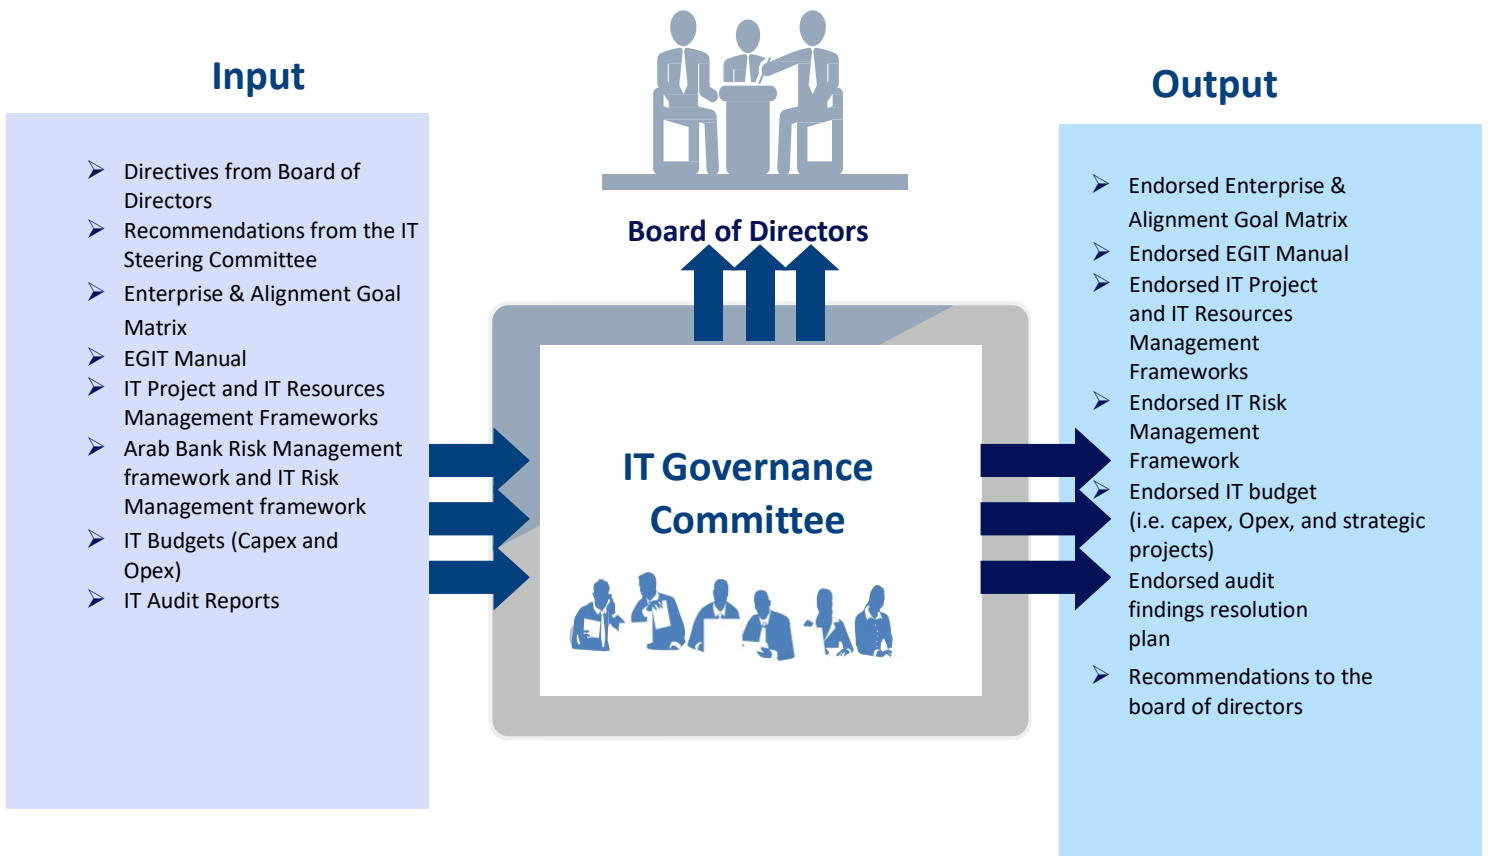 Input
➢ Directives from Board of
Directors
➢ Recommendations from the IT
Steering Committee
➢ Enterprise & Alignment Goal
Matrix
➢ EGIT Manual
➢ IT Project and IT Resources
Management Frameworks
➢ Arab Bank Risk Management
framework and IT Risk
Management framework
➢ IT Budgets (Capex and
Opex)
➢ IT Audit Reports
Board of Directors
IT Governance
Committee
Output
➢ Endorsed Enterprise &
Alignment Goal Matrix
➢ Endorsed EGIT Manual
➢ Endorsed IT Project
and IT Resources
Management
Frameworks
➢ Endorsed IT Risk
Management
Framework
➢ Endorsed IT budget
(i.e. capex, Opex, and strategic
projects)
Endorsed audit
findings resolution
plan
➢ Recommendations to the
board of directors